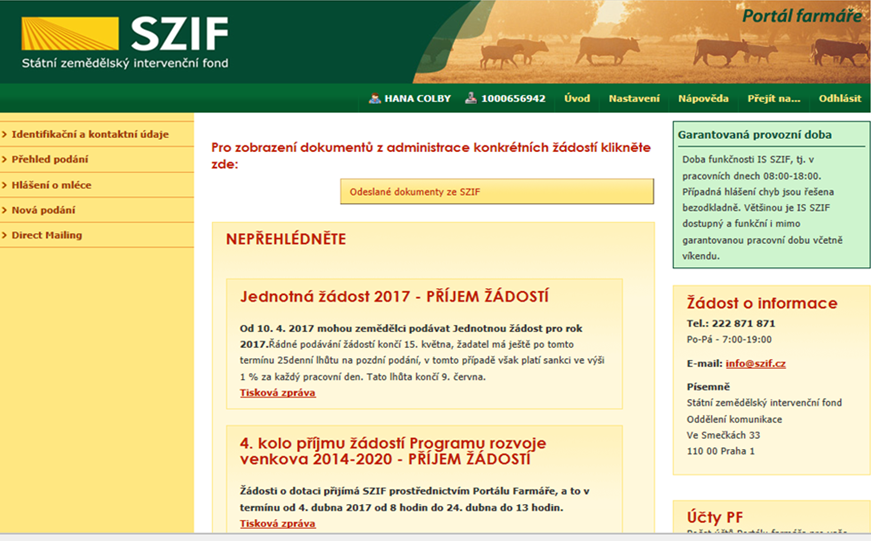 SZIF
Státní zemědělský intervenční fond
Portál farmáře
HANA COLBY 1000656942 Úvod Nastavení Nápověda Přejít na... Odhlásit
Identifikační a kontaktní údaje
Přehled podání
Hlášení o mléce
Nová podání
Direct Mailing
Pro zobrazení dokumentů z administrace konkrétních žádostí klikněte
zde:
Odeslané dokumenty ze SZIF
NEPŘEHLÉDNĚTE
Jednotná žádost 2017 - PŘÍJEM ŽÁDOSTÍ
Od 10. 4. 2017 mohou zemědělci podávat Jednotnou žádost pro rok
2017.Řádné podávání žádostí končí 15. května, žadatel má ještě po tomto
termínu 25denní lhůtu na pozdní podání, v tomto případě však platí sankci ve výši
1 % za každý pracovní den. Tato lhůta končí 9. června.
Tisková zpráva
4. kolo příjmu žádostí Programu rozvoje
venkova 2014-2020 - PŘÍJEM ŽÁDOSTÍ
Žádosti o dotaci přijímá SZIF prostřednictvím Portálu Farmáře, a to v
termínu od 4. dubna 2017 od 8 hodin do 24. dubna do 13 hodin.
Tisková zpráva
Garantovaná provozní doba
Doba funkčnosti IS SZIF, tj. v
pracovních dnech 08:00-18:00.
Případná hlášení chyb jsou řešena
bezodkladně. Většinou je IS SZIF
dostupný a funkční i mimo
garantovanou pracovní dobu včetně
víkendu.
Žádost o informace
Tel.: 222 871 871
Po-Pá - 7:00-19:00
E-mail: info@szif.cz
Písemně
Státní zemědělský intervenční fond
Oddělení komunikace
Ve Smečkách 33
110 00 Praha 1
Účty PF